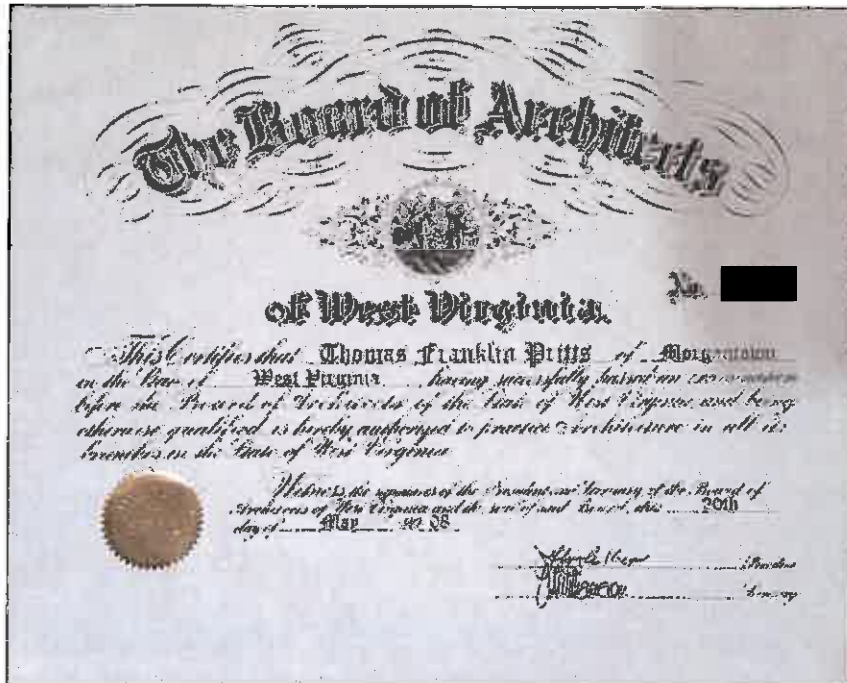 The Board of Architects
of West Virginia
No.
This Certifies that Thomas Franklin Pritts of Morgantown
in the State of West Virginia having successfully passed an examination
before the Board of Architects of the State of West Virginia and being
otherwise qualified is hereby authorized to practice Architecture in all its
branches in the State of West Virginia
Witness the signatures of the President and Secretary of the Board of
Architects of West Virginia and the seal of said Board, this 20th
day of May 08
President
Secretary